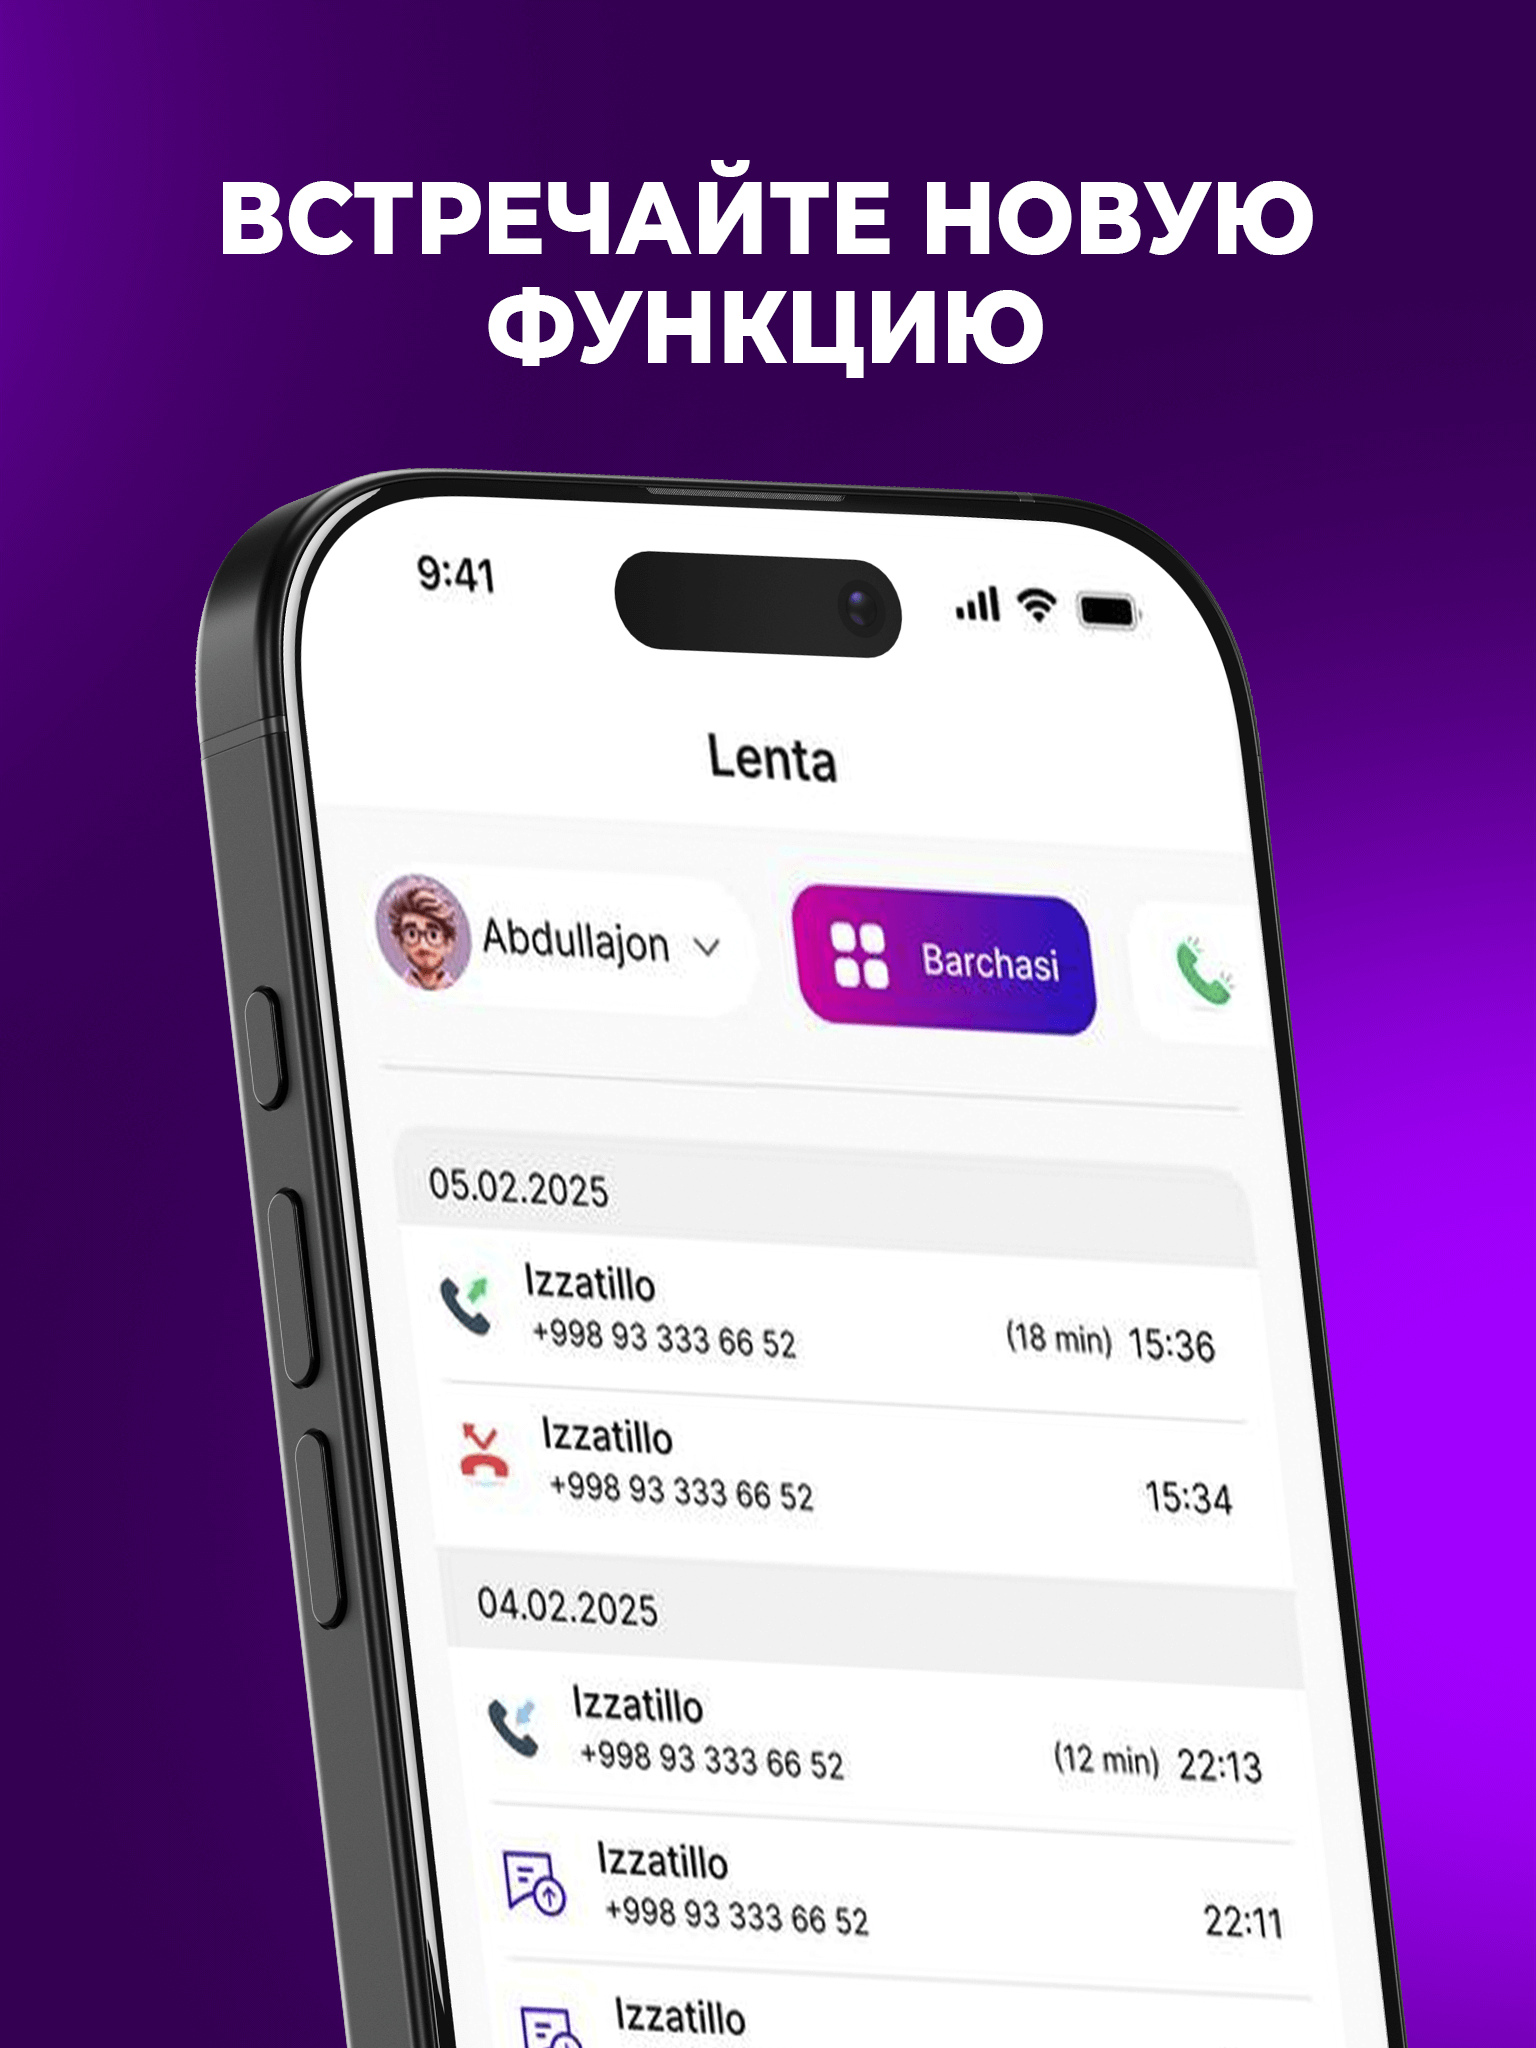 ВСТРЕЧАЙТЕ НОВУЮ
ФУНКЦИЮ
9:41
Lenta
Abdullajon
Barchasi
05.02.2025
Izzatillo
+998 93 333 66 52
(18 min) 15:36
Izzatillo
+998 93 333 66 52
15:34
04.02.2025
Izzatillo
+998 93 333 66 52
(12 min) 22:13
Izzatillo
+998 93 333 66 52
22:11
Izzatillo